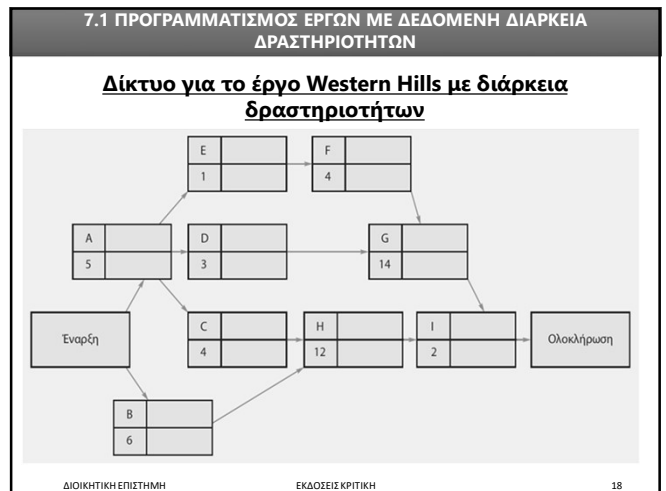 7.1 ΠΡΟΓΡΑΜΜΑΤΙΣΜΟΣ ΕΡΓΩΝ ΜΕ ΔΕΔΟΜΕΝΗ ΔΙΑΡΚΕΙΑ
ΔΡΑΣΤΗΡΙΟΤΗΤΩΝ
Δίκτυο για το έργο Western Hills με διάρκεια
δραστηριοτήτων
E F
1 4
A D G
5 3 14
Έναρξη C H I Ολοκλήρωση
4 12 2
B
6
ΔΙΟΙΚΗΤΙΚΗ ΕΠΙΣΤΗΜΗ ΕΚΔΟΣΕΙΣ ΚΡΙΤΙΚΗ 18